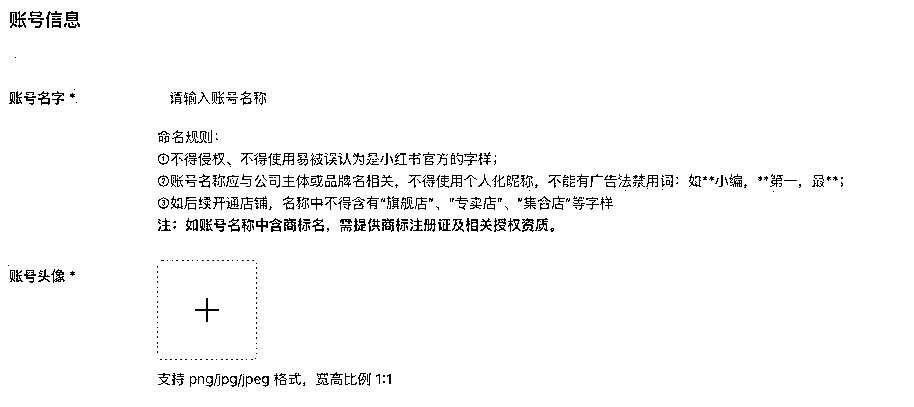 账号信息
账号名字 *
请输入账号名称
命名规则：
①不得侵权、不得使用易被误认为是小红书官方的字样；
②账号名称应与公司主体或品牌名相关，不得使用个人化昵称，不能有广告法禁用词：如**小编，**第一，最**；
③如后续开通店铺，名称中不得含有“旗舰店”、“专卖店”、“集合店”等字样
注：如账号名称中含商标名，需提供商标注册证及相关授权资质。
账号头像 *
支持 png/jpg/jpeg 格式，宽高比例 1:1